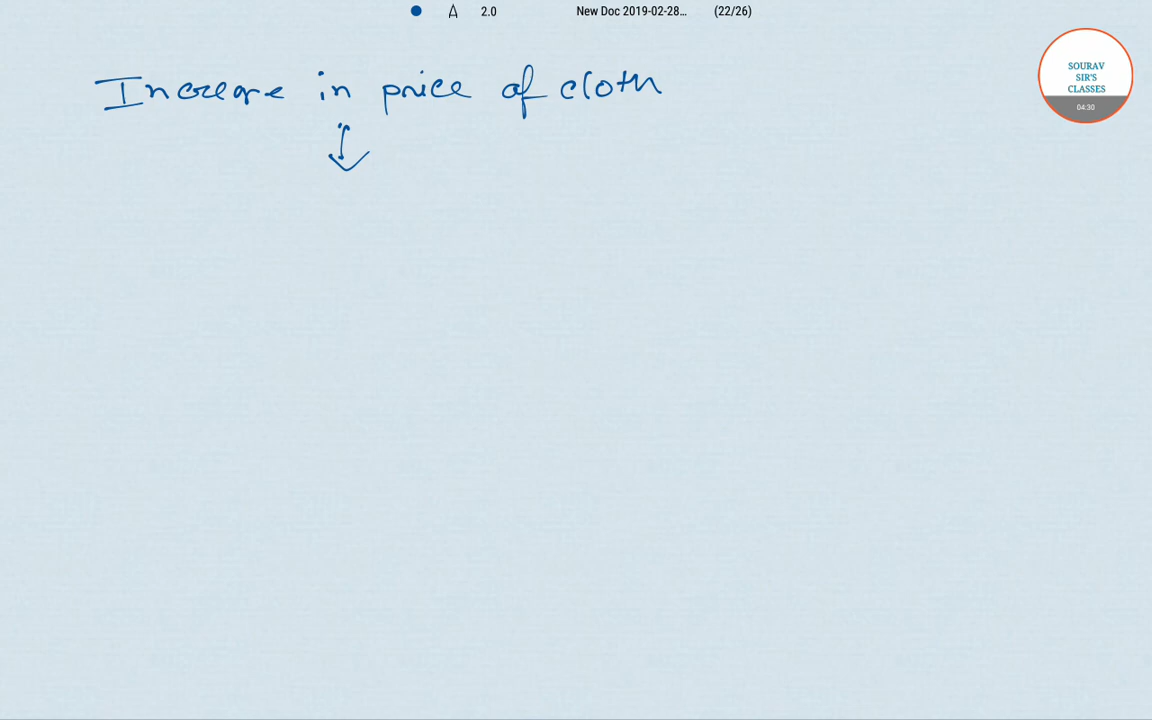 2.0 New Doc 2019-02-28... (22/26)
SOURAV
SIR'S
CLASSES
04:30
Increase in price of cloth